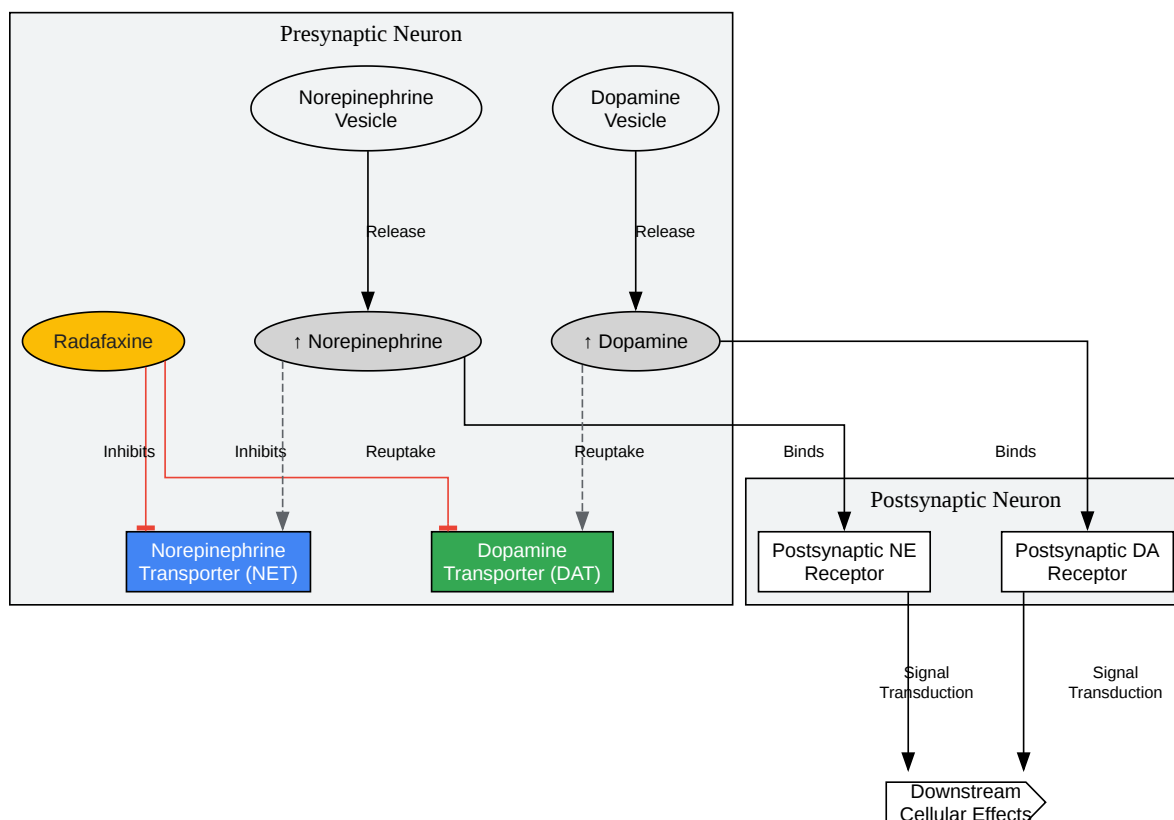 Presynaptic Neuron
Norepinephrine
Vesicle
Dopamine
Vesicle
Release
Release
Radafaxine
↑ Norepinephrine
↑ Dopamine
Inhibits
Inhibits
Reuptake
Reuptake
Binds
Binds
Postsynaptic Neuron
Norepinephrine
Transporter (NET)
Dopamine
Transporter (DAT)
Postsynaptic NE
Receptor
Postsynaptic DA
Receptor
Signal
Transduction
Signal
Transduction
Downstream
Cellular Effects